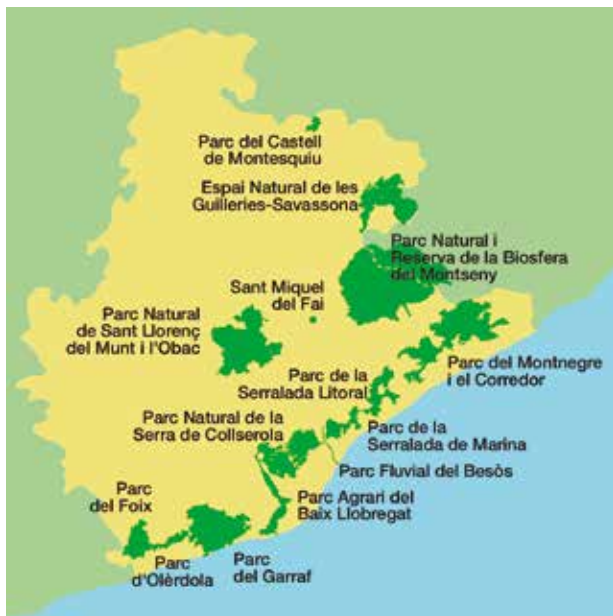 Parc del Castell
de Montesquiu
Espai Natural de les
Guilleries-Savassona
Parc Natural i
Reserva de la Biosfera
del Montseny
Sant Miquel
del Fai
Parc Natural
de Sant Llorenç
del Munt i l'Obac
Parc del Montnegre
i el Corredor
Parc de la
Serralada Litoral
Parc Natural de la
Serra de Collserola
Parc de la
Serralada de Marina
Parc Fluvial del Besòs
Parc Agrari del
Baix Llobregat
Parc
del Foix
Parc
d'Olèrdola
Parc
del Garraf